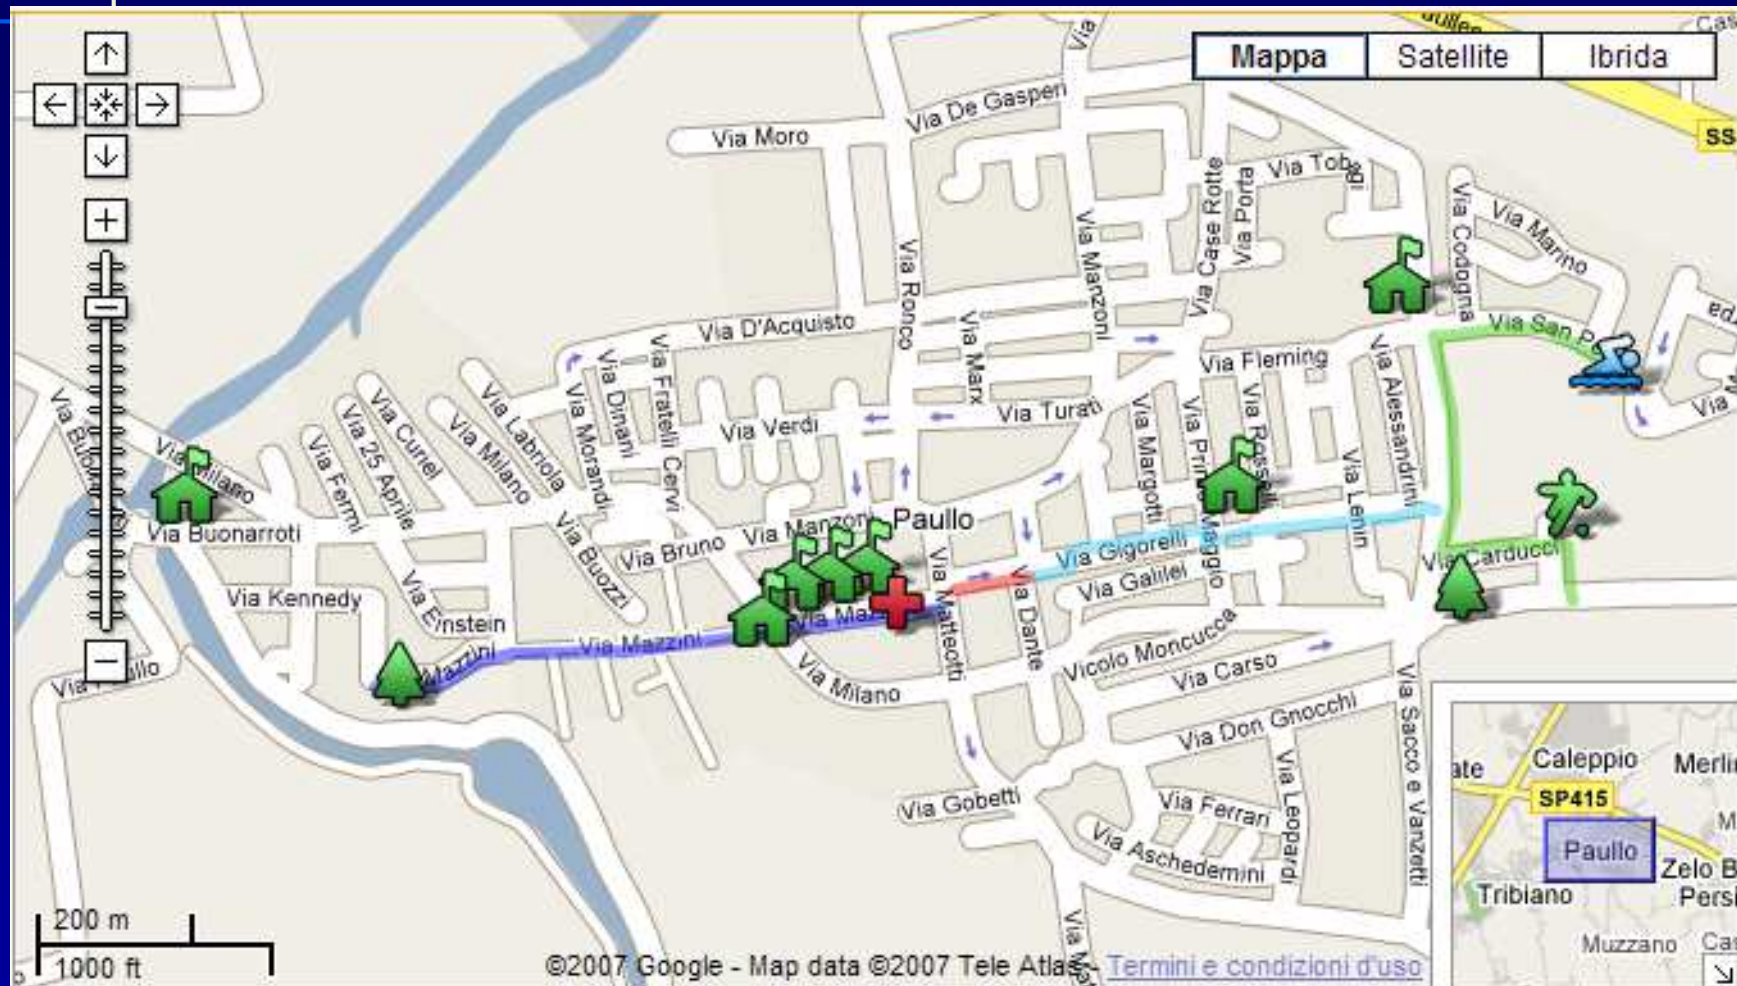 Mappa
Satellite
Ibrida
Via De Gasperi
Via Moro
Via
SS
Via Tobagi
Via Porta
Via Case Rotte
Via Codogna
Via Marino
Via Manzoni
Via Ronco
Via D'Acquisto
Via Marx
Via San P
Via Fleming
Via Alessandrini
Via Dinani
Via Fratelli Cervi
Via Morandi
Via Labriola
Via Milano
Via Curiel
Via 25 Aprile
Via Fermi
Via Verdi
Via Turati
Via Margotti
Via Lenin
Via Milano
Via Buonarroti
Via Buozzi
Via Bruno
Via Manzoni
Paullo
Via Gigorelli
Via Galilei
Maggio
Via Carducci
Via Kennedy
Via Einstein
Via Mazzini
Mazzini
Via Matteotti
Via Dante
Vicolo Moncucca
Via Carso
Via Milano
Via Don Gnocchi
Via Sacco e Vanzetti
Via Gobetti
Via Ferrari
Via Leopardi
Via Aschedemini
Caleppio
Merli
SP415
Paullo
Zelo B
Persi
Tribiano
Muzzano
Cas
200 m
1000 ft
©2007 Google - Map data ©2007 Tele Atlas - Termini e condizioni d'uso